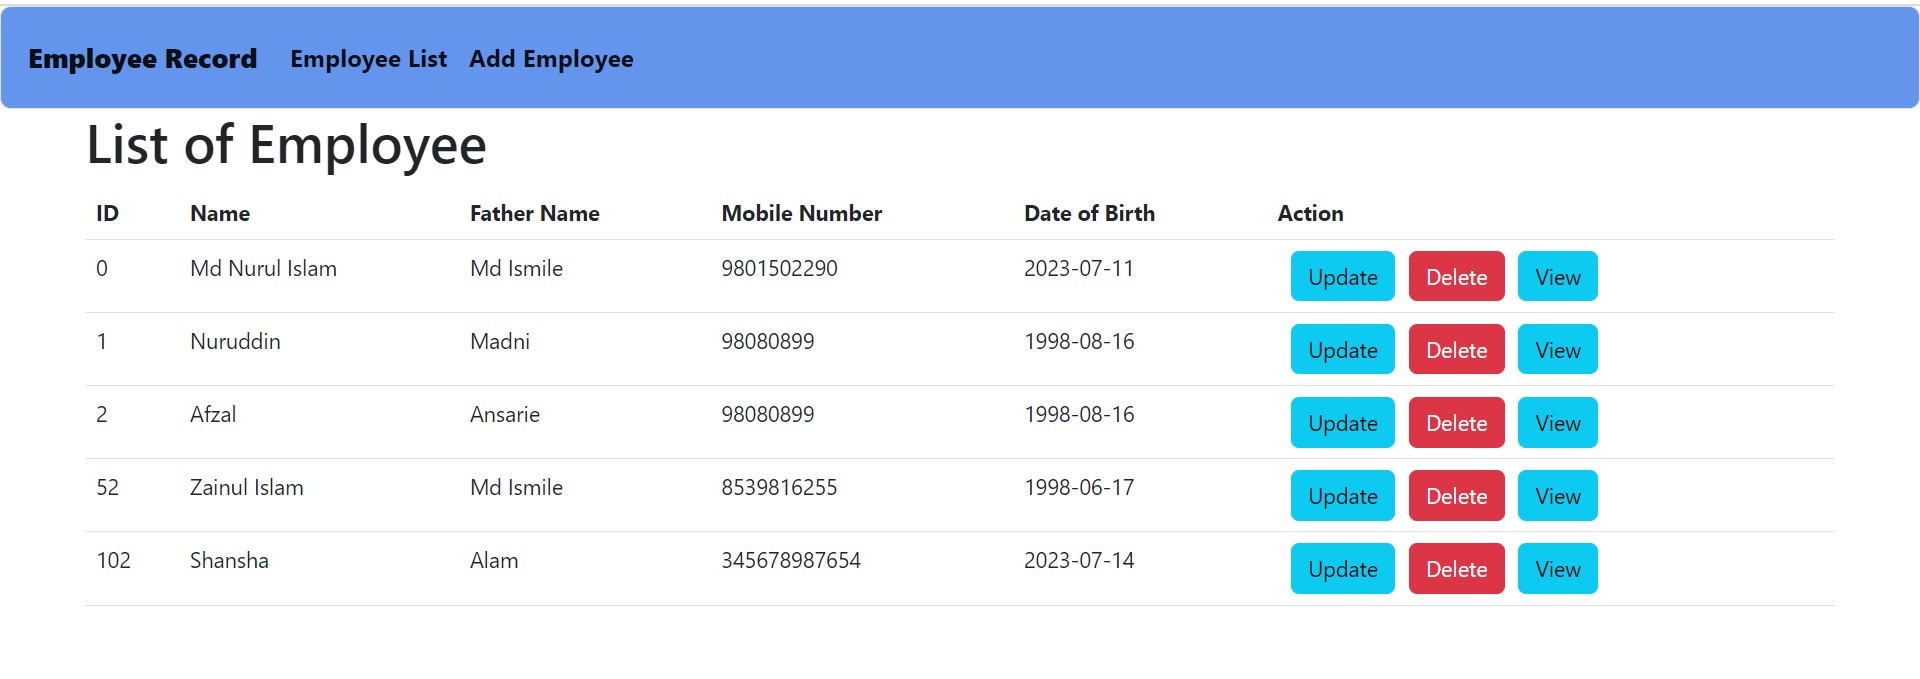 Employee Record Employee List Add Employee
List of Employee
ID Name Father Name Mobile Number Date of Birth Action
0 Md Nurul Islam Md Ismile 9801502290 2023-07-11 Update Delete View
1 Nuruddin Madni 98080899 1998-08-16 Update Delete View
2 Afzal Ansarie 98080899 1998-08-16 Update Delete View
52 Zainul Islam Md Ismile 8539816255 1998-06-17 Update Delete View
102 Shansha Alam 345678987654 2023-07-14 Update Delete View